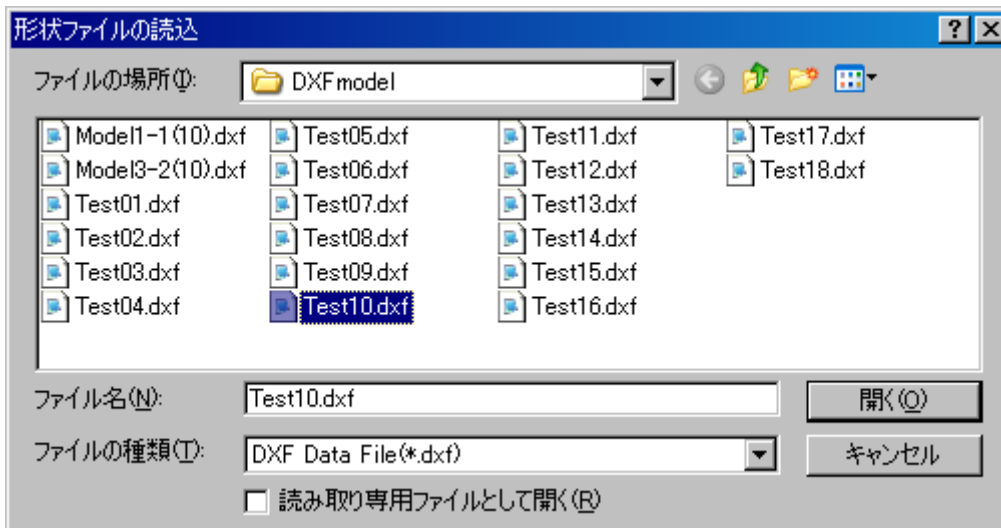 形状ファイルの読込
ファイルの場所(I): DXFmodel
Model1-1(10).dxf Test05.dxf Test11.dxf Test17.dxf
Model3-2(10).dxf Test06.dxf Test12.dxf Test18.dxf
Test01.dxf Test07.dxf Test13.dxf
Test02.dxf Test08.dxf Test14.dxf
Test03.dxf Test09.dxf Test15.dxf
Test04.dxf Test10.dxf Test16.dxf
ファイル名(N): Test10.dxf 開く(O)
ファイルの種類(T): DXF Data File(*.dxf) キャンセル
読み取り専用ファイルとして開く(R)